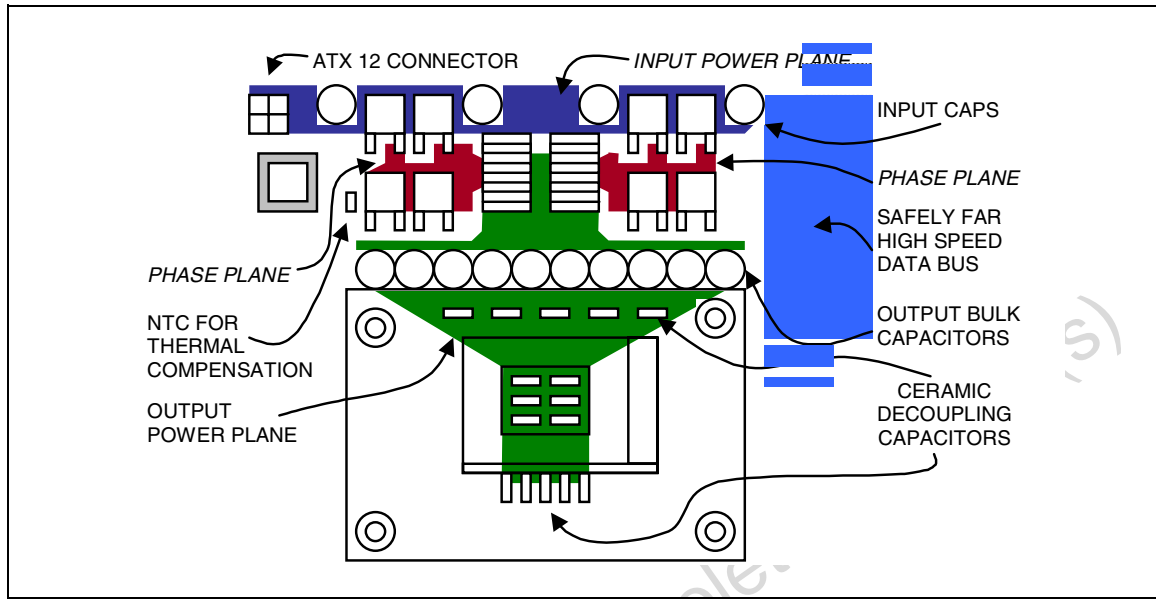 ATX 12 CONNECTOR
INPUT POWER PLANE
INPUT CAPS
PHASE PLANE
SAFELY FAR
HIGH SPEED
DATA BUS
PHASE PLANE
NTC FOR
THERMAL
COMPENSATION
OUTPUT BULK
CAPACITORS
OUTPUT
POWER PLANE
CERAMIC
DECOUPLING
CAPACITORS